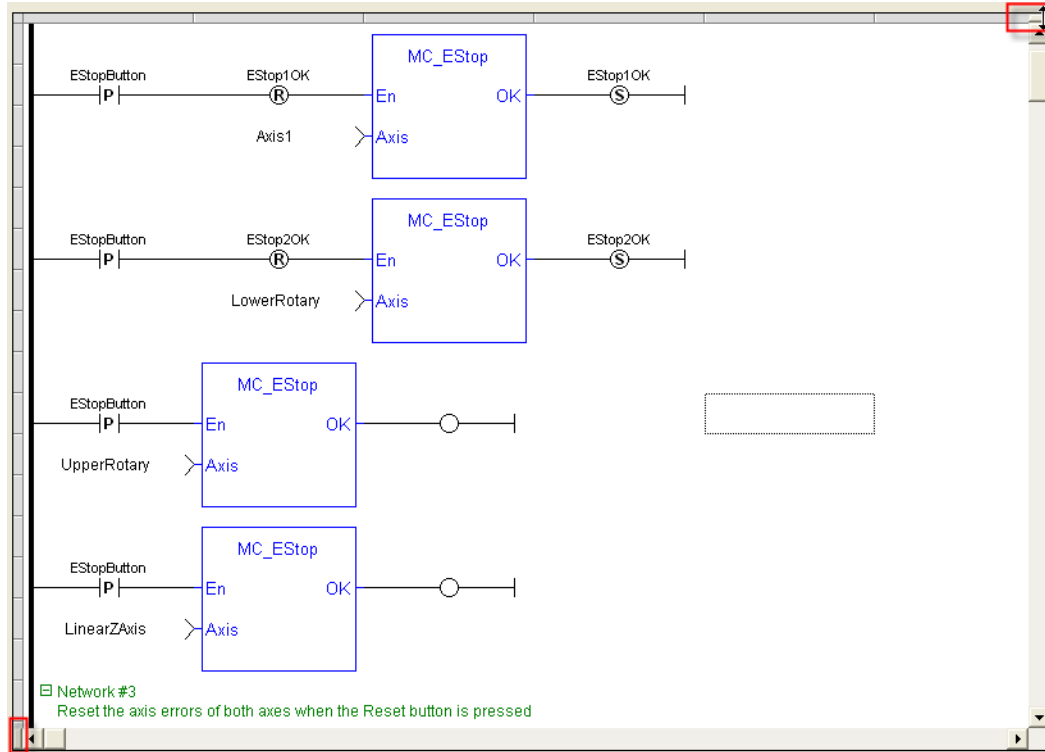 MC_EStop
EStopButton EStop1OK EStop1OK
P R En OK S
Axis1 Axis
MC_EStop
EStopButton EStop2OK EStop2OK
P R En OK S
LowerRotary Axis
MC_EStop
EStopButton
P En OK
UpperRotary Axis
MC_EStop
EStopButton
P En OK
LinearZAxis Axis
Network #3
Reset the axis errors of both axes when the Reset button is pressed